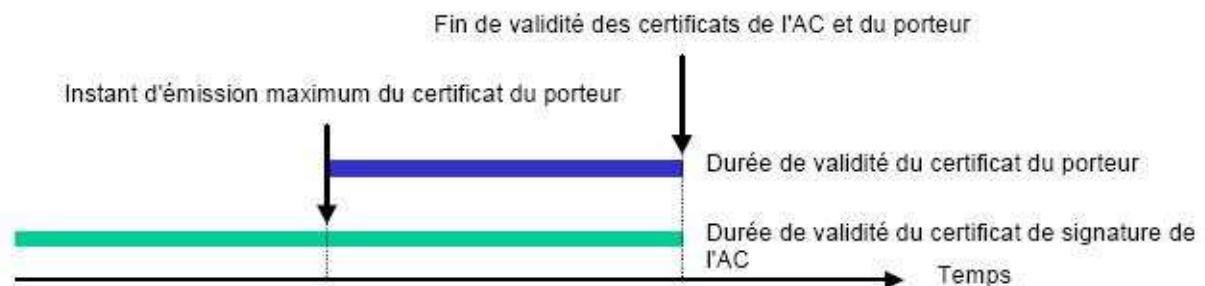 Fin de validité des certificats de l'AC et du porteur
Instant d'émission maximum du certificat du porteur
Durée de validité du certificat du porteur
Durée de validité du certificat de signature de
l'AC
Temps